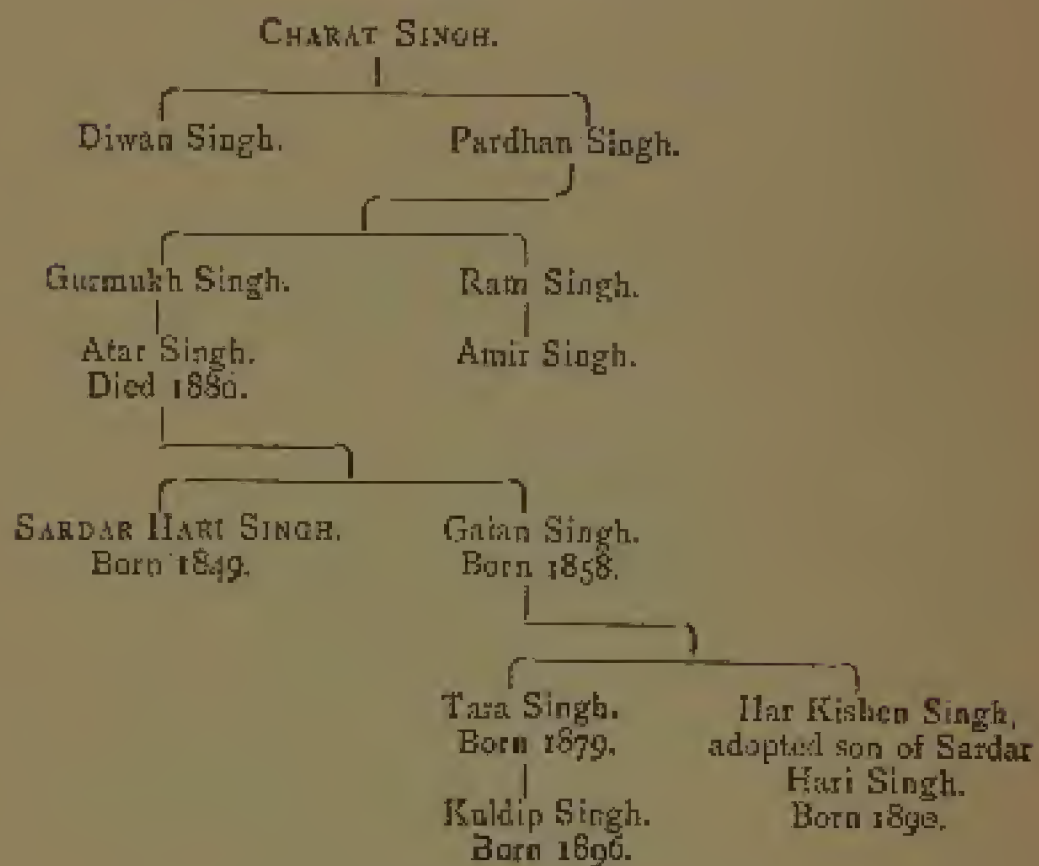 CHARAT SINGH.
Diwan Singh. Pardhan Singh.
Gurmukh Singh. Ram Singh.
Atar Singh. Amir Singh.
Died 1880.
SARDAR HARI SINGH. Gaian Singh.
Born 1849. Born 1858.
Tara Singh. Har Kishen Singh,
Born 1879. adopted son of Sardar
Kuldip Singh. Hari Singh.
Born 1896. Born 1890.